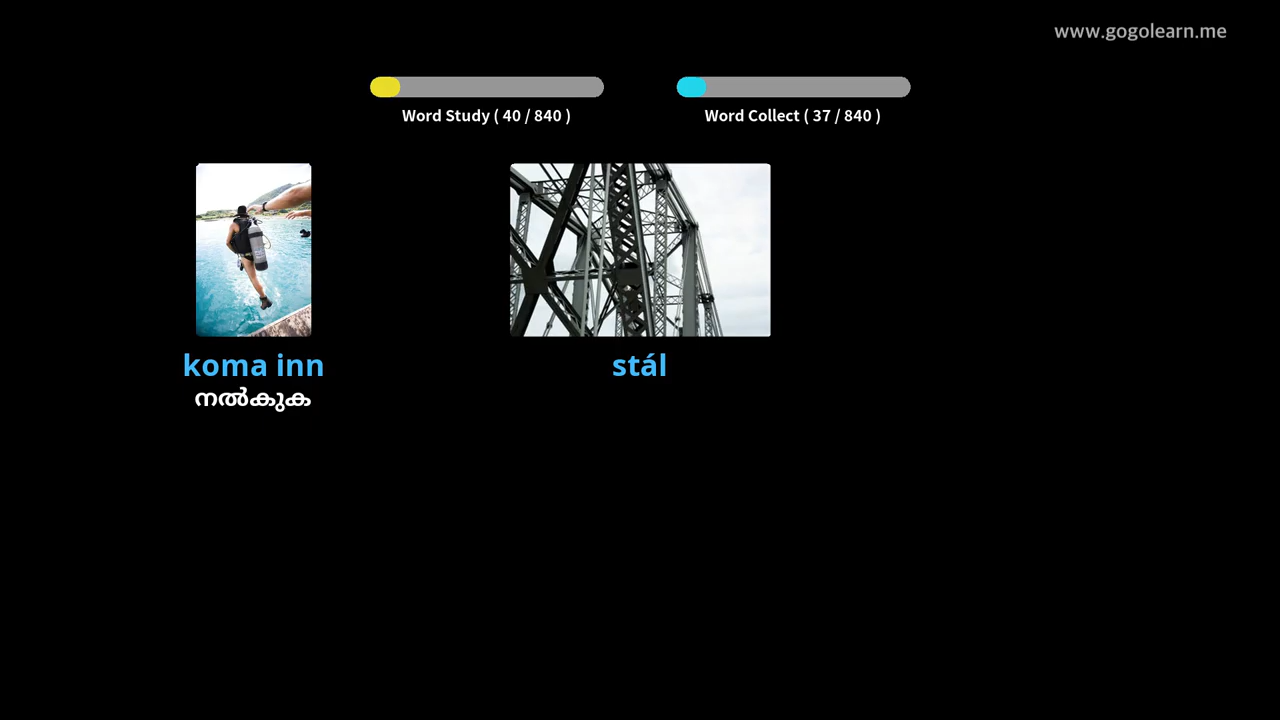 www.gogolearn.me
Word Study ( 40 / 840 )
Word Collect ( 37 / 840 )
koma inn
നൽകുക
stál